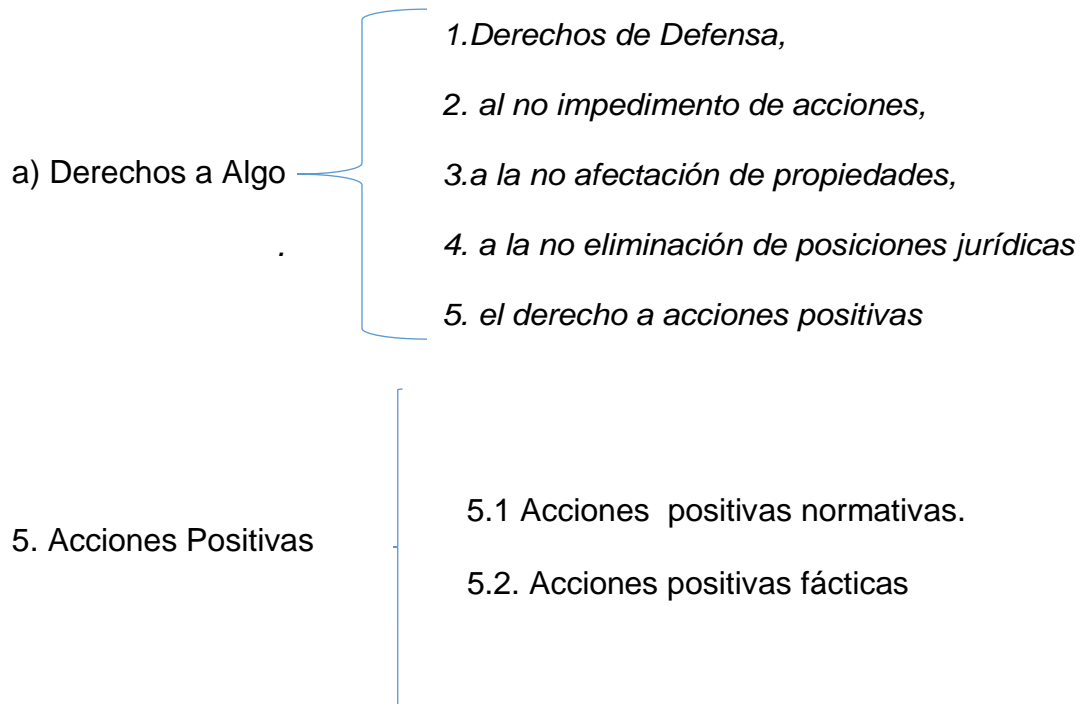 1.Derechos de Defensa,
2. al no impedimento de acciones,
a) Derechos a Algo
3.a la no afectación de propiedades,
.
4. a la no eliminación de posiciones jurídicas
5. el derecho a acciones positivas
5. Acciones Positivas
5.1 Acciones positivas normativas.
5.2. Acciones positivas fácticas